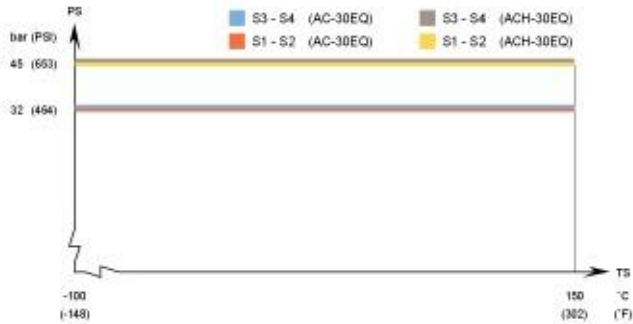 PS
bar (PSI)
S3 - S4 (AC-30EQ)
S3 - S4 (ACH-30EQ)
S1 - S2 (AC-30EQ)
S1 - S2 (ACH-30EQ)
45 (653)
32 (464)
TS
-100
150
°C
(-148)
(302)
(°F)